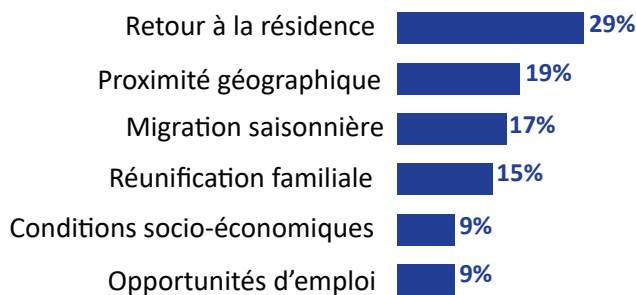 Retour à la résidence 29%
Proximité géographique 19%
Migration saisonnière 17%
Réunification familiale 15%
Conditions socio-économiques 9%
Opportunités d’emploi 9%